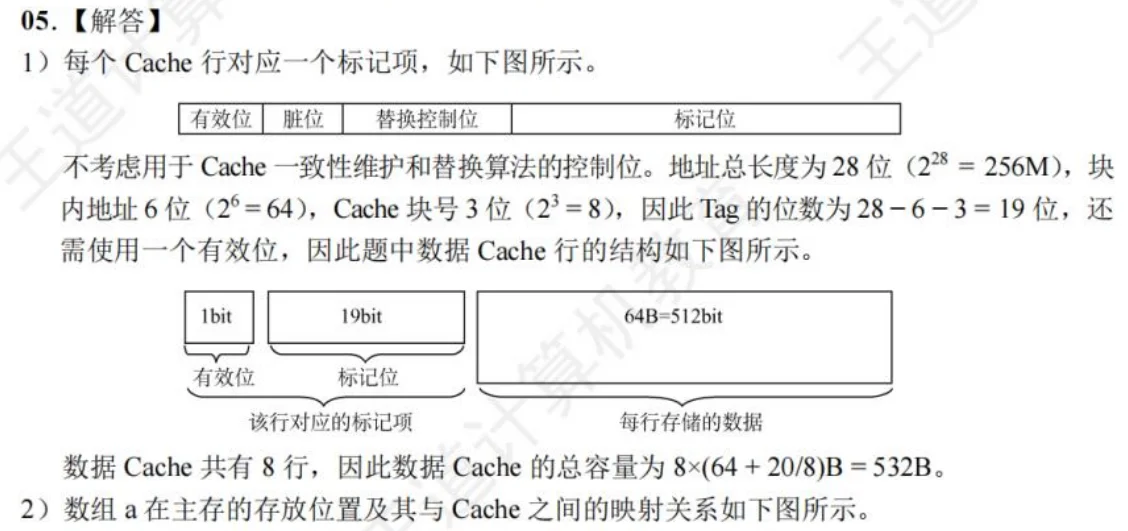 05.【解答】
1）每个 Cache 行对应一个标记项，如下图所示。
有效位 脏位 替换控制位 标记位
不考虑用于 Cache 一致性维护和替换算法的控制位。地址总长度为 28 位（2²⁸ = 256M），块
内地址 6 位（2⁶ = 64），Cache 块号 3 位（2³ = 8），因此 Tag 的位数为 28 − 6 − 3 = 19 位，还
需使用一个有效位，因此题中数据 Cache 行的结构如下图所示。
1bit 19bit 64B=512bit
有效位 标记位
该行对应的标记项 每行存储的数据
数据 Cache 共有 8 行，因此数据 Cache 的总容量为 8×(64 + 20/8)B = 532B。
2）数组 a 在主存的存放位置及其与 Cache 之间的映射关系如下图所示。